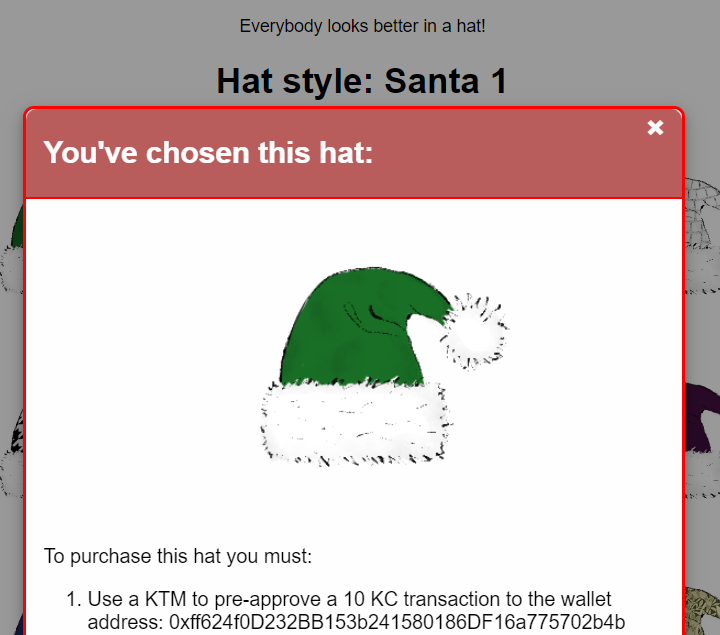 Everybody looks better in a hat!
Hat style: Santa 1
You've chosen this hat:
To purchase this hat you must:
1. Use a KTM to pre-approve a 10 KC transaction to the wallet
address: 0xff624f0D232BB153b241580186DF16a775702b4b